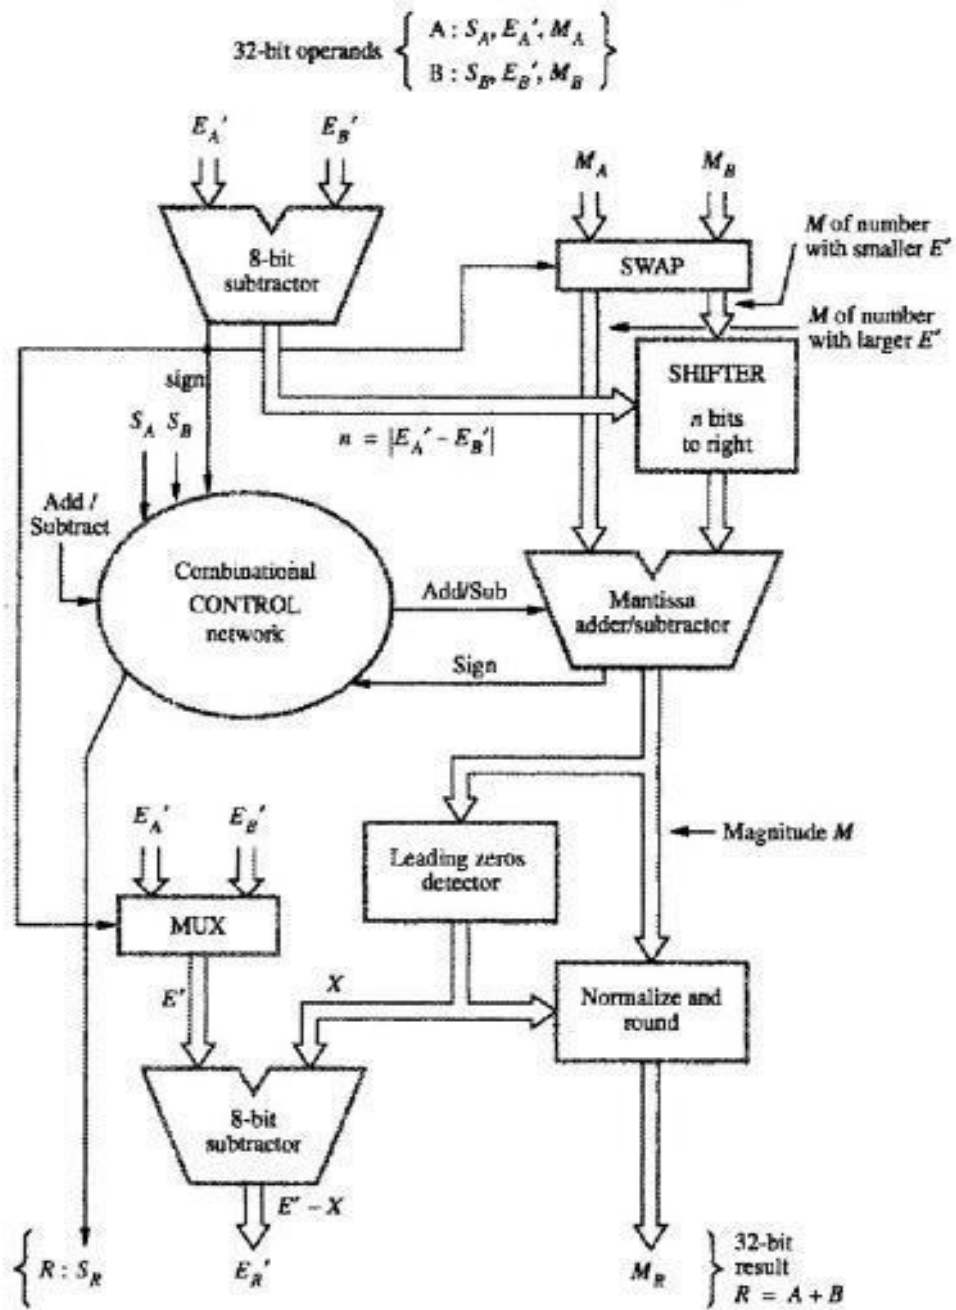 32-bit operands
A : S_A, E_A', M_A
B : S_B, E_B', M_B
E_A'
E_B'
M_A
M_B
8-bit
subtractor
SWAP
M of number
with smaller E'
M of number
with larger E'
SHIFTER
n bits
to right
sign
S_A
S_B
n = |E_A' - E_B'|
Add /
Subtract
Combinational
CONTROL
network
Add/Sub
Mantissa
adder/subtractor
Sign
E_A'
E_B'
Leading zeros
detector
Magnitude M
MUX
E'
X
Normalize and
round
8-bit
subtractor
E' - X
R : S_R
E_R'
M_R
32-bit
result
R = A + B